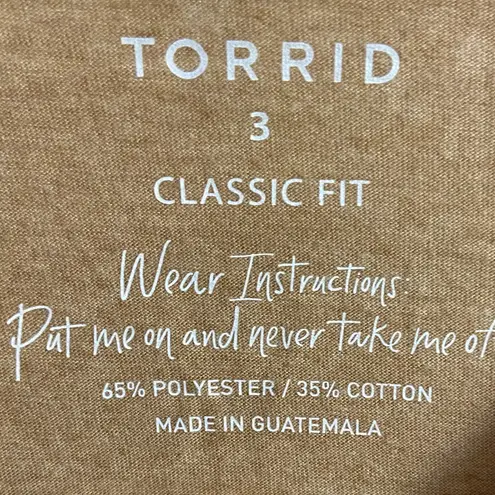 TORRID
3
CLASSIC FIT
Wear Instructions:
Put me on and never take me of
65% POLYESTER / 35% COTTON
MADE IN GUATEMALA